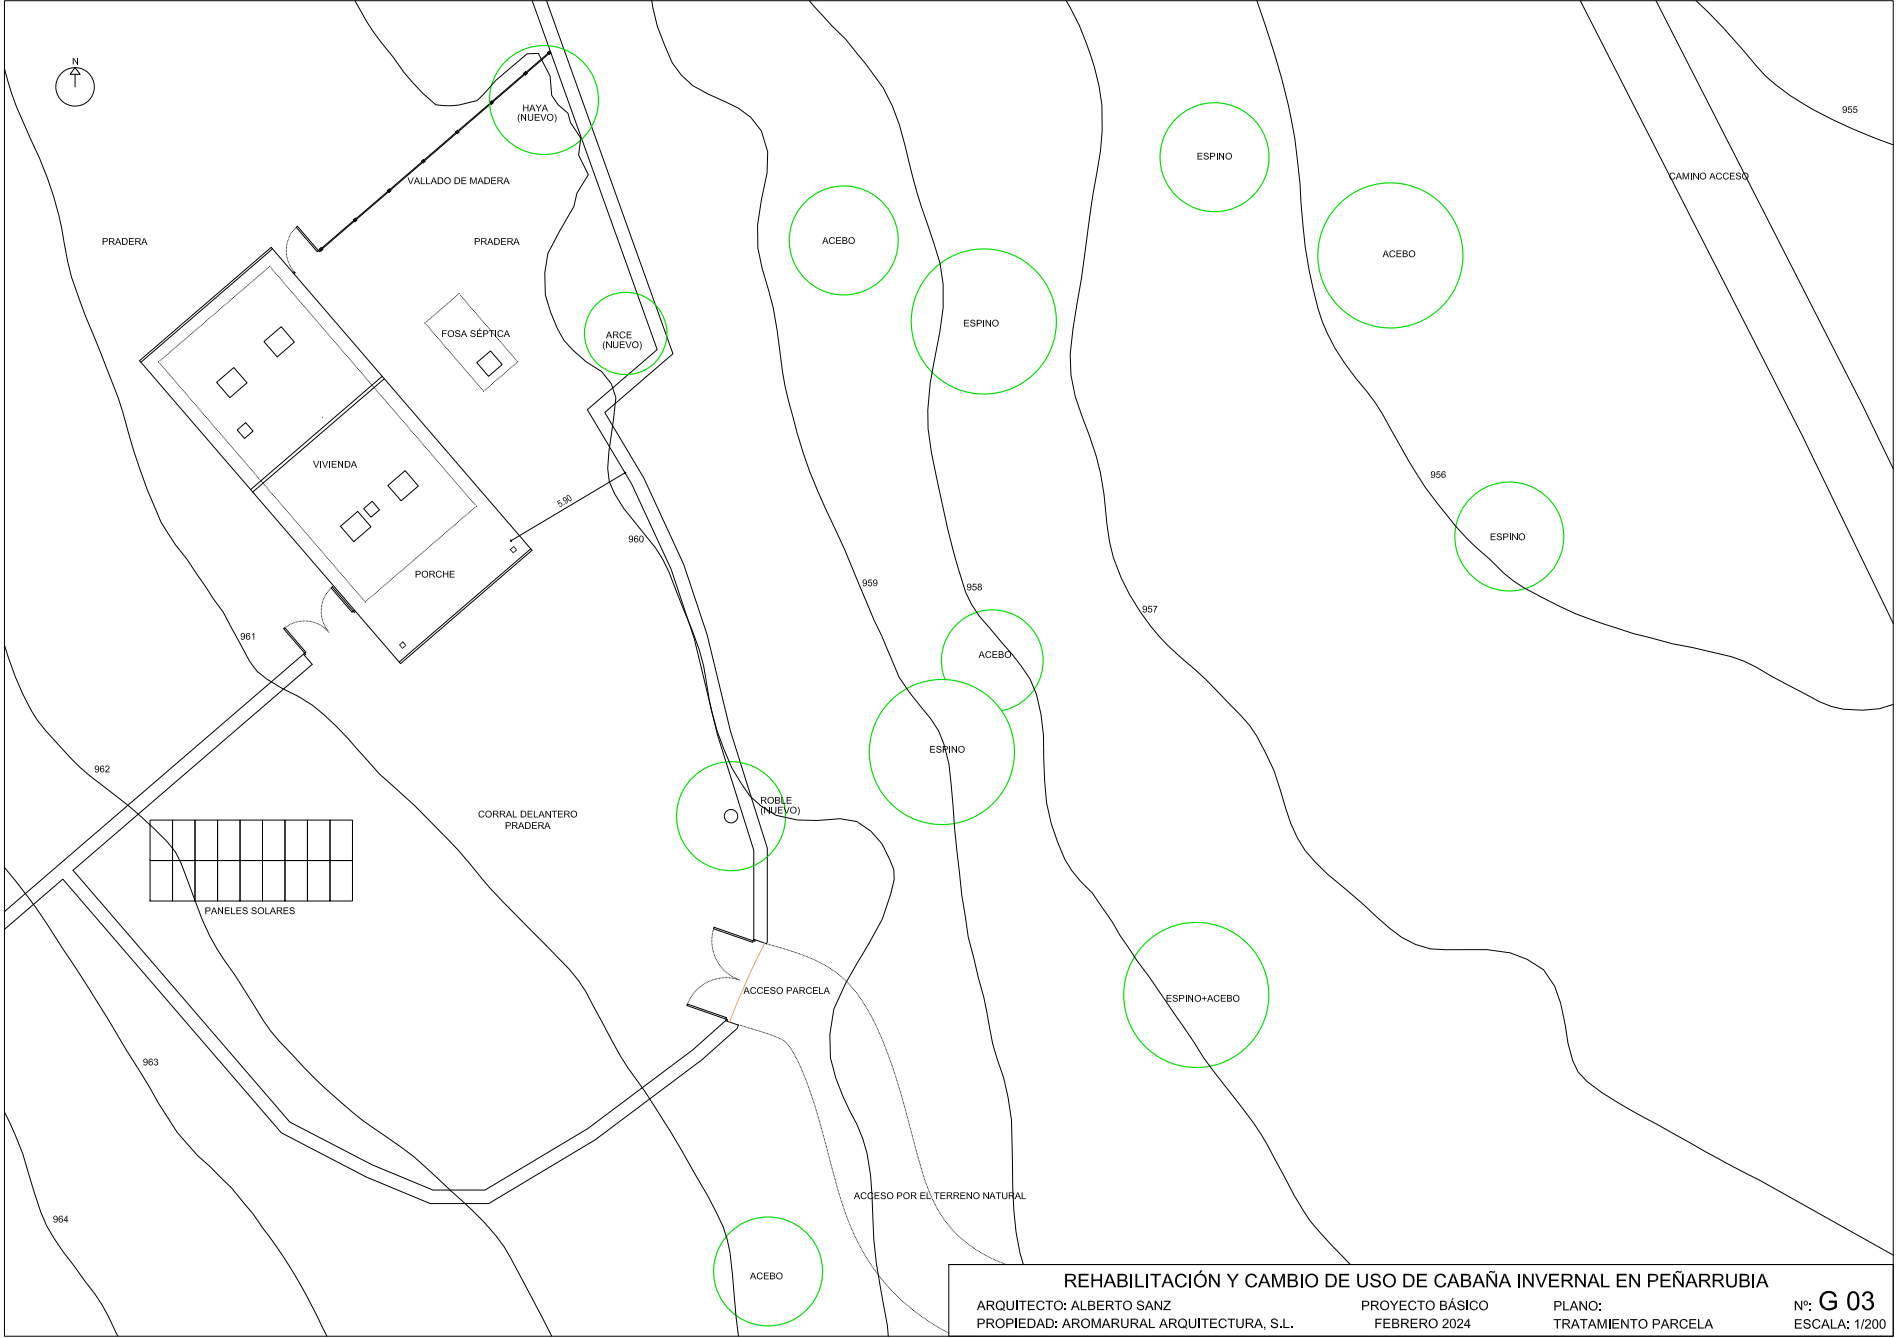 N
HAYA
(NUEVO)
955
ESPINO
CAMINO ACCESO
VALLADO DE MADERA
PRADERA
PRADERA
ACEBO
ACEBO
FOSA SÉPTICA
ARCE
(NUEVO)
ESPINO
VIVIENDA
956
5.90
960
ESPINO
PORCHE
959
958
957
961
ACEBO
962
ESPINO
CORRAL DELANTERO
PRADERA
ROBLE
(NUEVO)
PANELES SOLARES
ACCESO PARCELA
ESPINO+ACEBO
963
ACCESO POR EL TERRENO NATURAL
964
ACEBO
REHABILITACIÓN Y CAMBIO DE USO DE CABAÑA INVERNAL EN PEÑARRUBIA
ARQUITECTO: ALBERTO SANZ
PROPIEDAD: AROMARURAL ARQUITECTURA, S.L.
PROYECTO BÁSICO
FEBRERO 2024
PLANO:
TRATAMIENTO PARCELA
Nº: G 03
ESCALA: 1/200